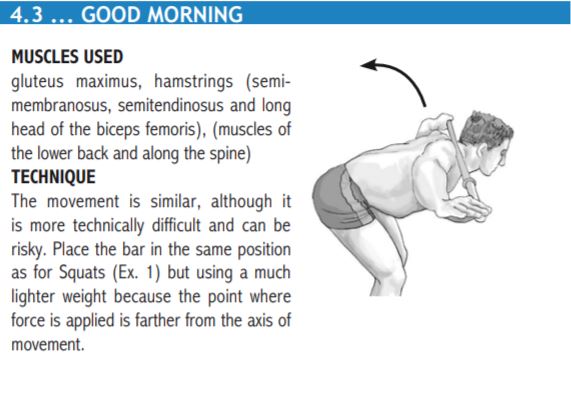 4.3 ... GOOD MORNING
MUSCLES USED
gluteus maximus, hamstrings (semi-
membranosus, semitendinosus and long
head of the biceps femoris), (muscles of
the lower back and along the spine)
TECHNIQUE
The movement is similar, although it
is more technically difficult and can be
risky. Place the bar in the same position
as for Squats (Ex. 1) but using a much
lighter weight because the point where
force is applied is farther from the axis of
movement.